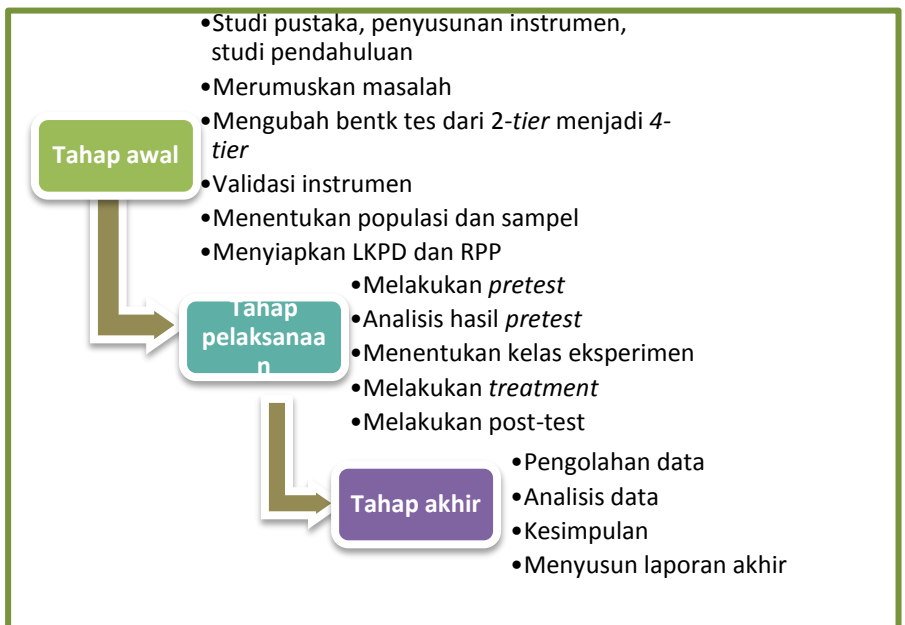 Tahap awal
•Studi pustaka, penyusunan instrumen,
studi pendahuluan
•Merumuskan masalah
•Mengubah bentk tes dari 2-tier menjadi 4-
tier
•Validasi instrumen
•Menentukan populasi dan sampel
•Menyiapkan LKPD dan RPP
Tahap
pelaksanaa
n
•Melakukan pretest
•Analisis hasil pretest
•Menentukan kelas eksperimen
•Melakukan treatment
•Melakukan post-test
Tahap akhir
•Pengolahan data
•Analisis data
•Kesimpulan
•Menyusun laporan akhir